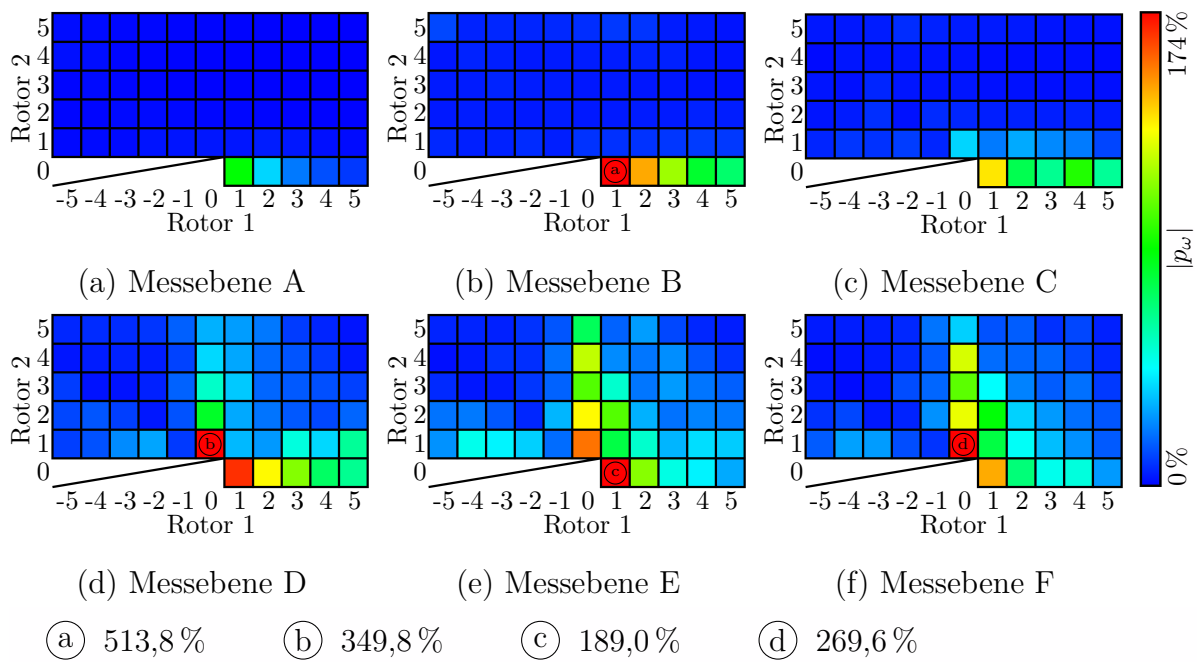 5
4
3
2
1
0
Rotor 2
-5 -4 -3 -2 -1 0 1 2 3 4 5
Rotor 1
(a) Messebene A
5
4
3
2
1
0
Rotor 2
a
-5 -4 -3 -2 -1 0 1 2 3 4 5
Rotor 1
(b) Messebene B
5
4
3
2
1
0
Rotor 2
-5 -4 -3 -2 -1 0 1 2 3 4 5
Rotor 1
(c) Messebene C
174 %
|p_ω|
0 %
5
4
3
2
1
0
Rotor 2
b
-5 -4 -3 -2 -1 0 1 2 3 4 5
Rotor 1
(d) Messebene D
5
4
3
2
1
0
Rotor 2
c
-5 -4 -3 -2 -1 0 1 2 3 4 5
Rotor 1
(e) Messebene E
5
4
3
2
1
0
Rotor 2
d
-5 -4 -3 -2 -1 0 1 2 3 4 5
Rotor 1
(f) Messebene F
a 513,8 % b 349,8 % c 189,0 % d 269,6 %